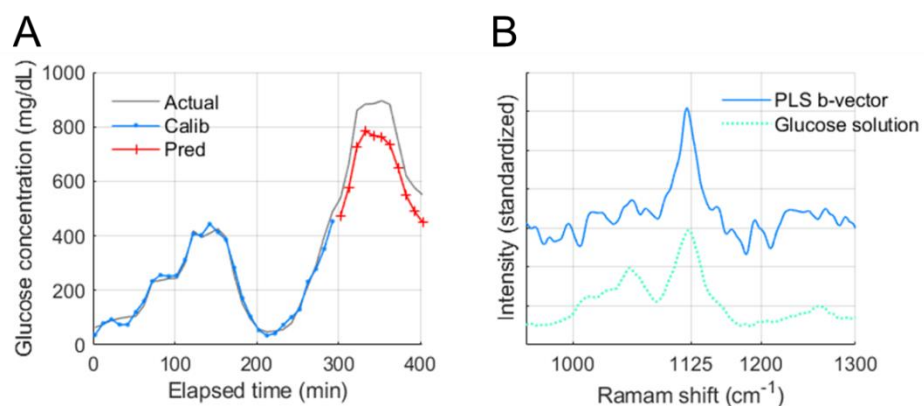 A
Glucose concentration (mg/dL)
1000
800
600
400
200
0
Actual
Calib
Pred
0
100
200
300
400
Elapsed time (min)
B
Intensity (standardized)
PLS b-vector
Glucose solution
1000
1125
1200
1300
Ramam shift (cm⁻¹)